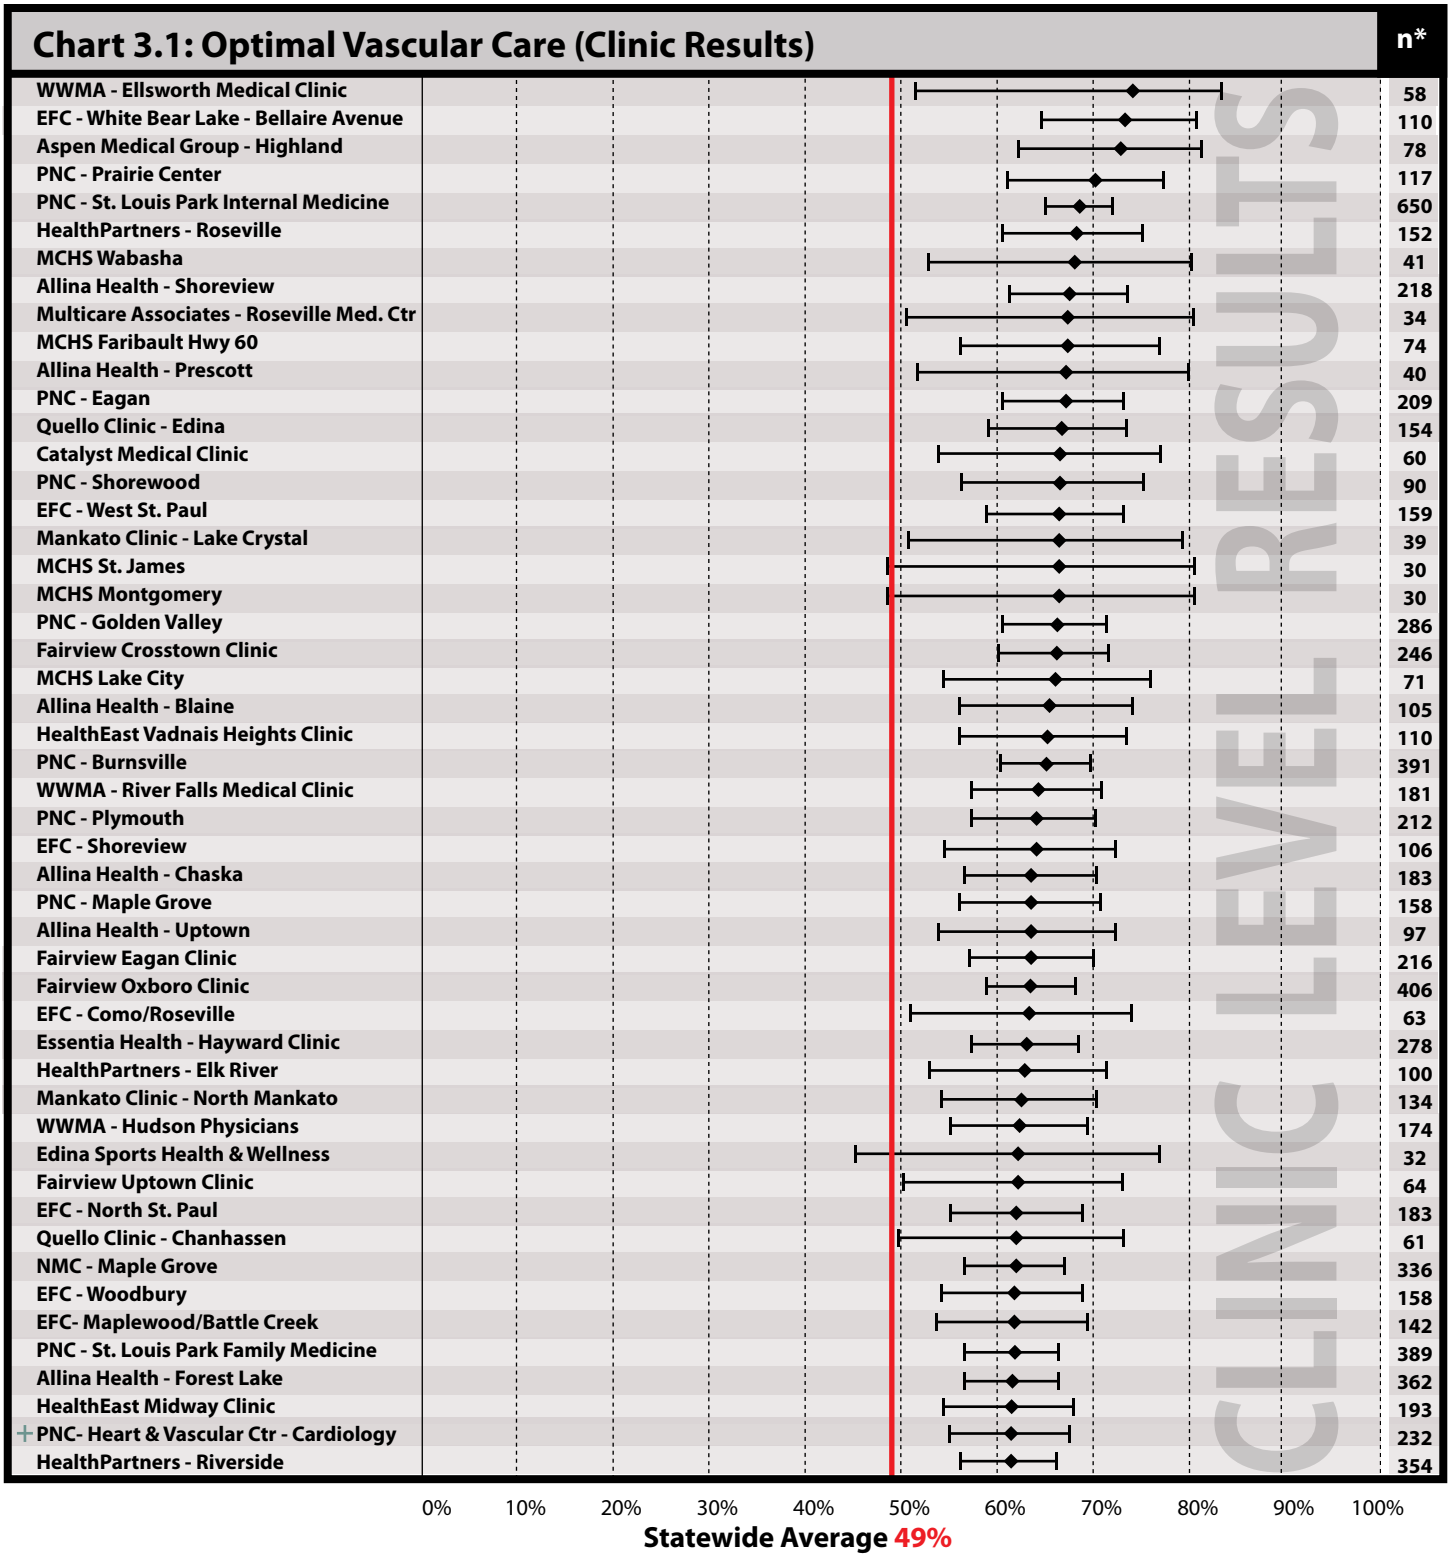 Chart 3.1: Optimal Vascular Care (Clinic Results) n*
WWMA - Ellsworth Medical Clinic 58
EFC - White Bear Lake - Bellaire Avenue 110
Aspen Medical Group - Highland 78
PNC - Prairie Center 117
PNC - St. Louis Park Internal Medicine 650
HealthPartners - Roseville 152
MCHS Wabasha 41
Allina Health - Shoreview 218
Multicare Associates - Roseville Med. Ctr 34
MCHS Faribault Hwy 60 74
Allina Health - Prescott 40
PNC - Eagan 209
Quello Clinic - Edina 154
Catalyst Medical Clinic 60
PNC - Shorewood 90
EFC - West St. Paul 159
Mankato Clinic - Lake Crystal 39
MCHS St. James 30
MCHS Montgomery 30
PNC - Golden Valley 286
Fairview Crosstown Clinic 246
MCHS Lake City 71
Allina Health - Blaine 105
HealthEast Vadnais Heights Clinic 110
PNC - Burnsville 391
WWMA - River Falls Medical Clinic 181
PNC - Plymouth 212
EFC - Shoreview 106
Allina Health - Chaska 183
PNC - Maple Grove 158
Allina Health - Uptown 97
Fairview Eagan Clinic 216
Fairview Oxboro Clinic 406
EFC - Como/Roseville 63
Essentia Health - Hayward Clinic 278
HealthPartners - Elk River 100
Mankato Clinic - North Mankato 134
WWMA - Hudson Physicians 174
Edina Sports Health & Wellness 32
Fairview Uptown Clinic 64
EFC - North St. Paul 183
Quello Clinic - Chanhassen 61
NMC - Maple Grove 336
EFC - Woodbury 158
EFC- Maplewood/Battle Creek 142
PNC - St. Louis Park Family Medicine 389
Allina Health - Forest Lake 362
HealthEast Midway Clinic 193
+ PNC- Heart & Vascular Ctr - Cardiology 232
HealthPartners - Riverside 354
CLINIC LEVEL RESULTS
0% 10% 20% 30% 40% 50% 60% 70% 80% 90% 100%
Statewide Average 49%